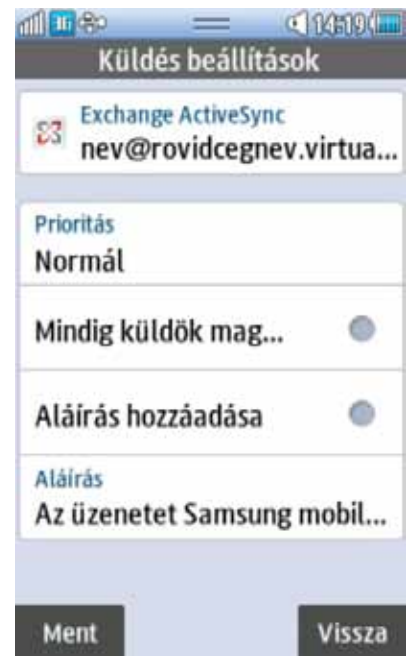 3G 14:19
Küldés beállítások
Exchange ActiveSync
nev@rovidcegnev.virtua...
Prioritás
Normál
Mindig küldök mag...
Aláírás hozzáadása
Aláírás
Az üzenetet Samsung mobil...
Ment Vissza